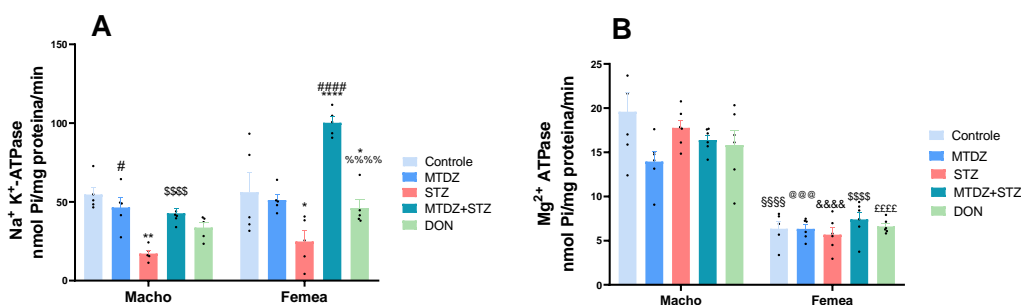 A
Na⁺ K⁺-ATPase
nmol Pi/mg proteina/min
150
100
50
0
#
**
$$$$
*
####
****
*
%%%%
Macho
Femea
Controle
MTDZ
STZ
MTDZ+STZ
DON
B
Mg²⁺ ATPase
nmol Pi/mg proteina/min
25
20
15
10
5
0
§§§§
@@@
&&&&
$$$$
££££
Macho
Femea
Controle
MTDZ
STZ
MTDZ+STZ
DON